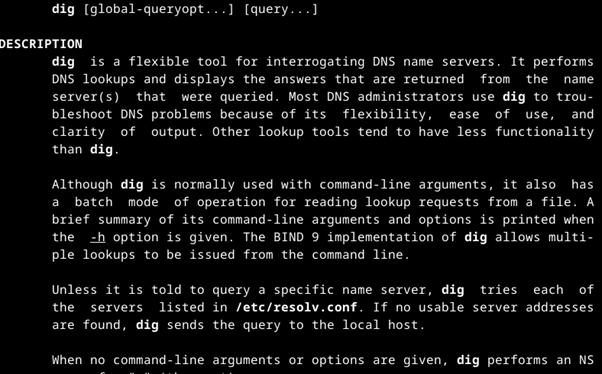 dig [global-queryopt...] [query...]
DESCRIPTION
dig is a flexible tool for interrogating DNS name servers. It performs
DNS lookups and displays the answers that are returned from the name
server(s) that were queried. Most DNS administrators use dig to trou-
bleshoot DNS problems because of its flexibility, ease of use, and
clarity of output. Other lookup tools tend to have less functionality
than dig.
Although dig is normally used with command-line arguments, it also has
a batch mode of operation for reading lookup requests from a file. A
brief summary of its command-line arguments and options is printed when
the -h option is given. The BIND 9 implementation of dig allows multi-
ple lookups to be issued from the command line.
Unless it is told to query a specific name server, dig tries each of
the servers listed in /etc/resolv.conf. If no usable server addresses
are found, dig sends the query to the local host.
When no command-line arguments or options are given, dig performs an NS